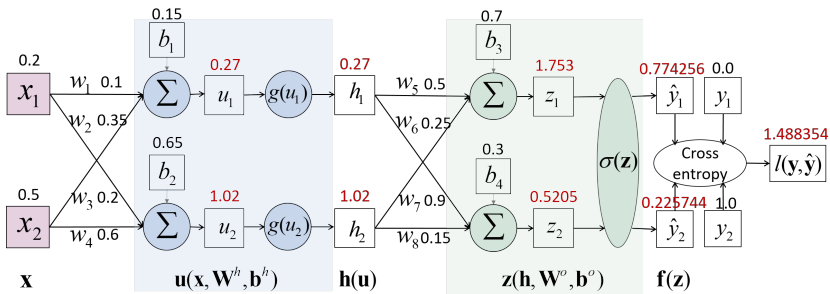 0.15
0.7
b₁
b₃
0.2
0.27
0.27
1.753
0.774256
0.0
x₁
w₁ 0.1
Σ
u₁
g(u₁)
h₁
w₅ 0.5
Σ
z₁
ŷ₁
y₁
w₂ 0.35
w₆ 0.25
1.488354
0.65
0.3
b₂
b₄
σ(z)
Cross
entropy
l(y,ŷ)
0.5
w₃ 0.2
1.02
1.02
w₇ 0.9
0.5205
0.225744
1.0
x₂
w₄ 0.6
Σ
u₂
g(u₂)
h₂
w₈ 0.15
Σ
z₂
ŷ₂
y₂
x
u(x, Wʰ, bʰ)
h(u)
z(h, Wᵒ, bᵒ)
f(z)